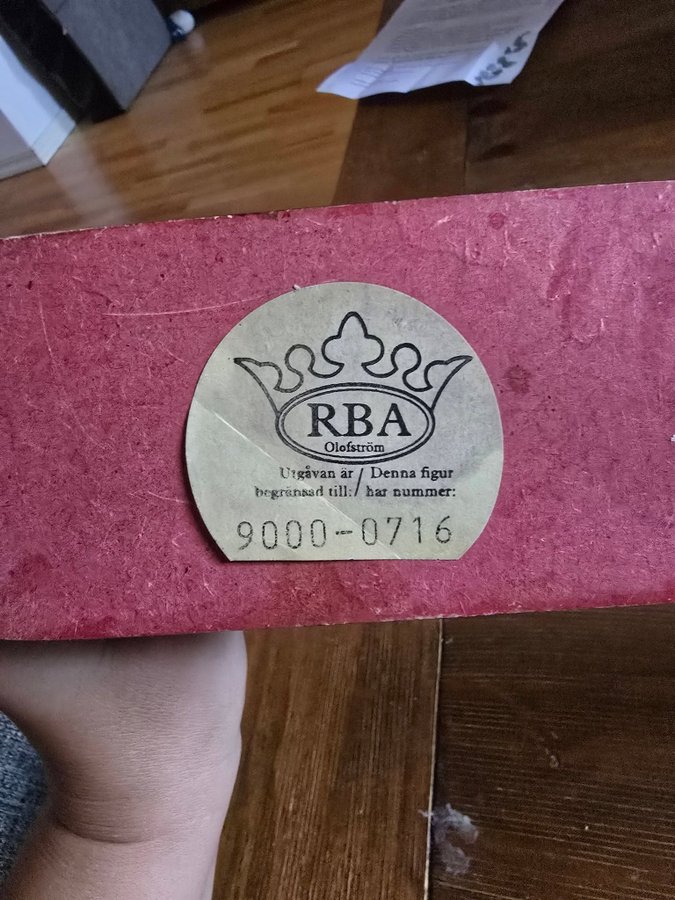 RBA
Olofström
Utgåvan är / Denna figur
begränsad till: / har nummer:
9000-0716